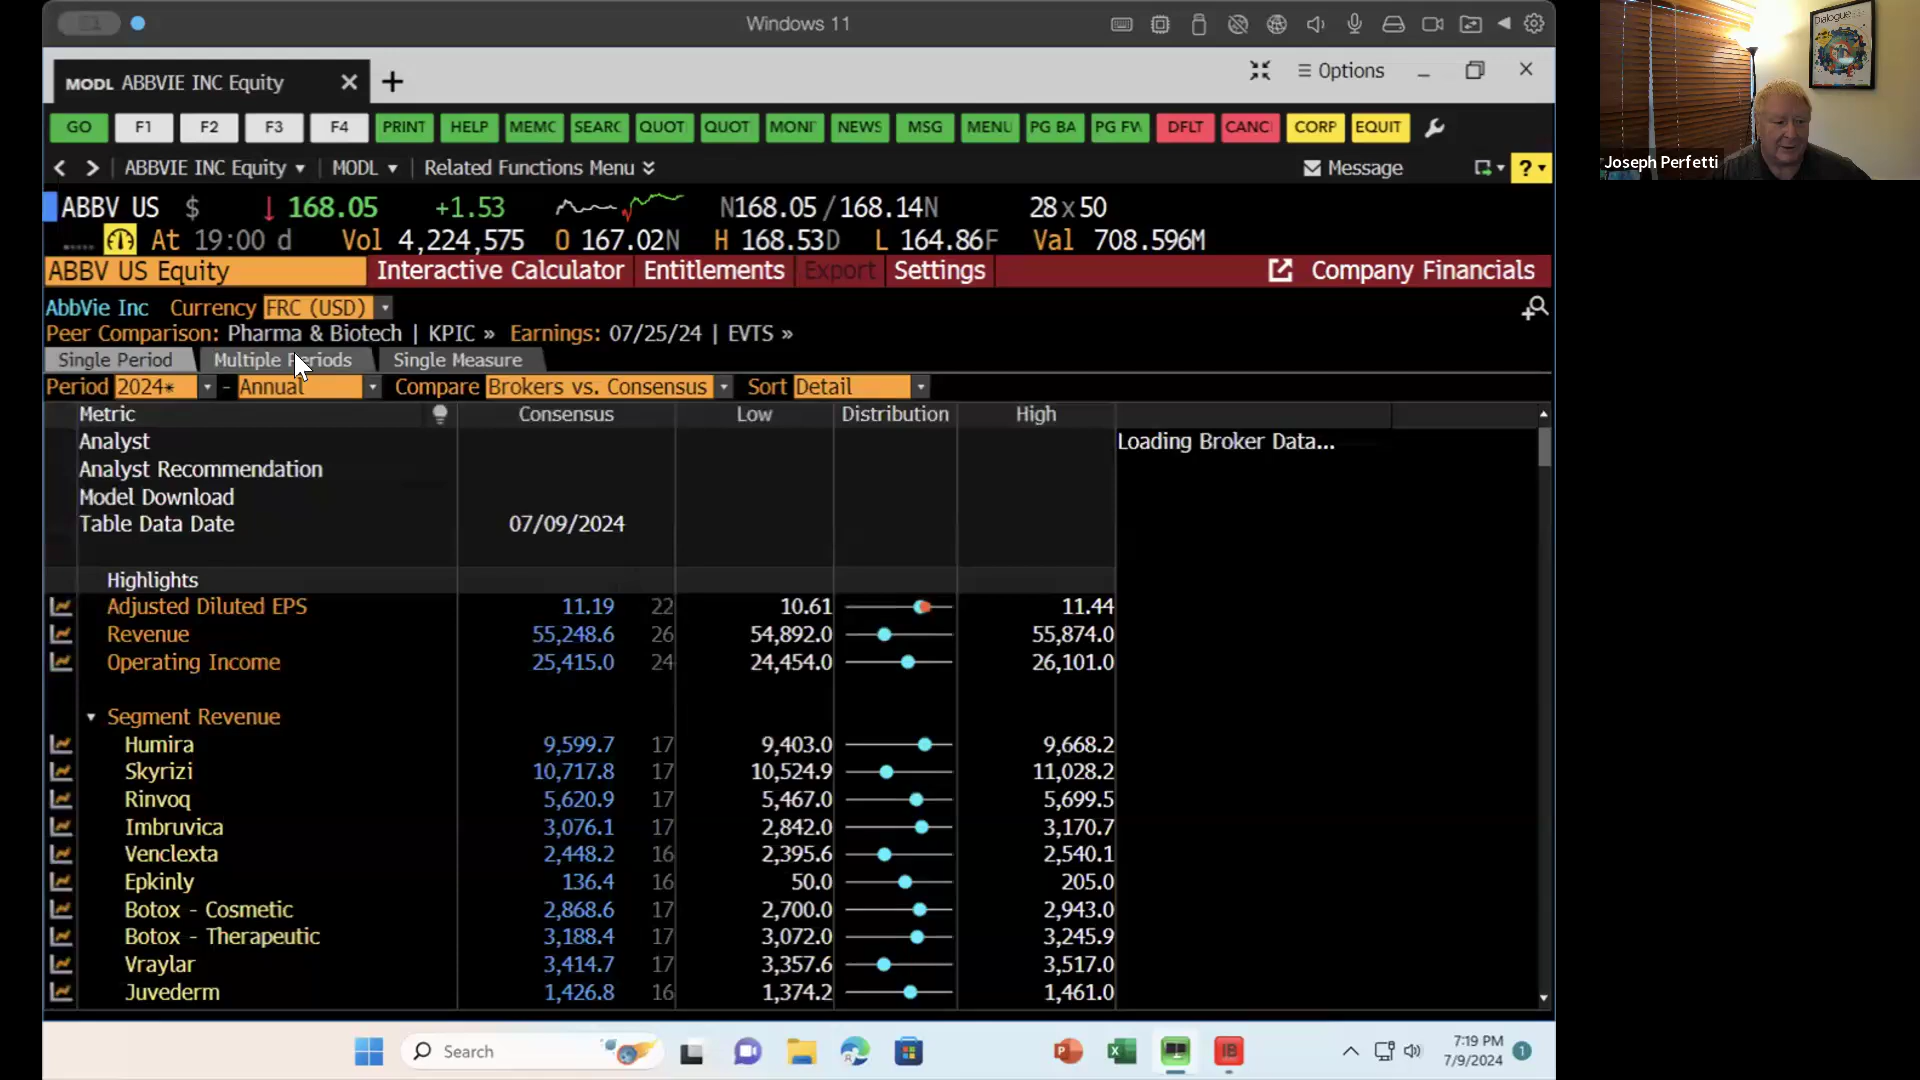 Windows 11
MODL ABBVIE INC Equity
Options
GO F1 F2 F3 F4 PRINT HELP MEMC SEARC QUOT QUOT MONI NEWS MSG MENU PG BA PG FW DFLT CANC CORP EQUIT
ABBVIE INC Equity MODL Related Functions Menu Message ?
ABBV US $ ↓ 168.05 +1.53 N168.05 / 168.14N 28 x 50
At 19:00 d Vol 4,224,575 O 167.02N H 168.53D L 164.86F Val 708.596M
ABBV US Equity Interactive Calculator Entitlements Export Settings Company Financials
AbbVie Inc Currency FRC (USD)
Peer Comparison: Pharma & Biotech | KPIC » Earnings: 07/25/24 | EVTS »
Single Period Multiple Periods Single Measure
Period 2024* - Annual Compare Brokers vs. Consensus Sort Detail
Metric Consensus Low Distribution High
Analyst Loading Broker Data...
Analyst Recommendation
Model Download
Table Data Date 07/09/2024
Highlights
Adjusted Diluted EPS 11.19 22 10.61 11.44
Revenue 55,248.6 26 54,892.0 55,874.0
Operating Income 25,415.0 24 24,454.0 26,101.0
Segment Revenue
Humira 9,599.7 17 9,403.0 9,668.2
Skyrizi 10,717.8 17 10,524.9 11,028.2
Rinvoq 5,620.9 17 5,467.0 5,699.5
Imbruvica 3,076.1 17 2,842.0 3,170.7
Venclexta 2,448.2 16 2,395.6 2,540.1
Epkinly 136.4 16 50.0 205.0
Botox - Cosmetic 2,868.6 17 2,700.0 2,943.0
Botox - Therapeutic 3,188.4 17 3,072.0 3,245.9
Vraylar 3,414.7 17 3,357.6 3,517.0
Juvederm 1,426.8 16 1,374.2 1,461.0
Search
IB
7:19 PM
7/9/2024
1
Dialogue
Joseph Perfetti